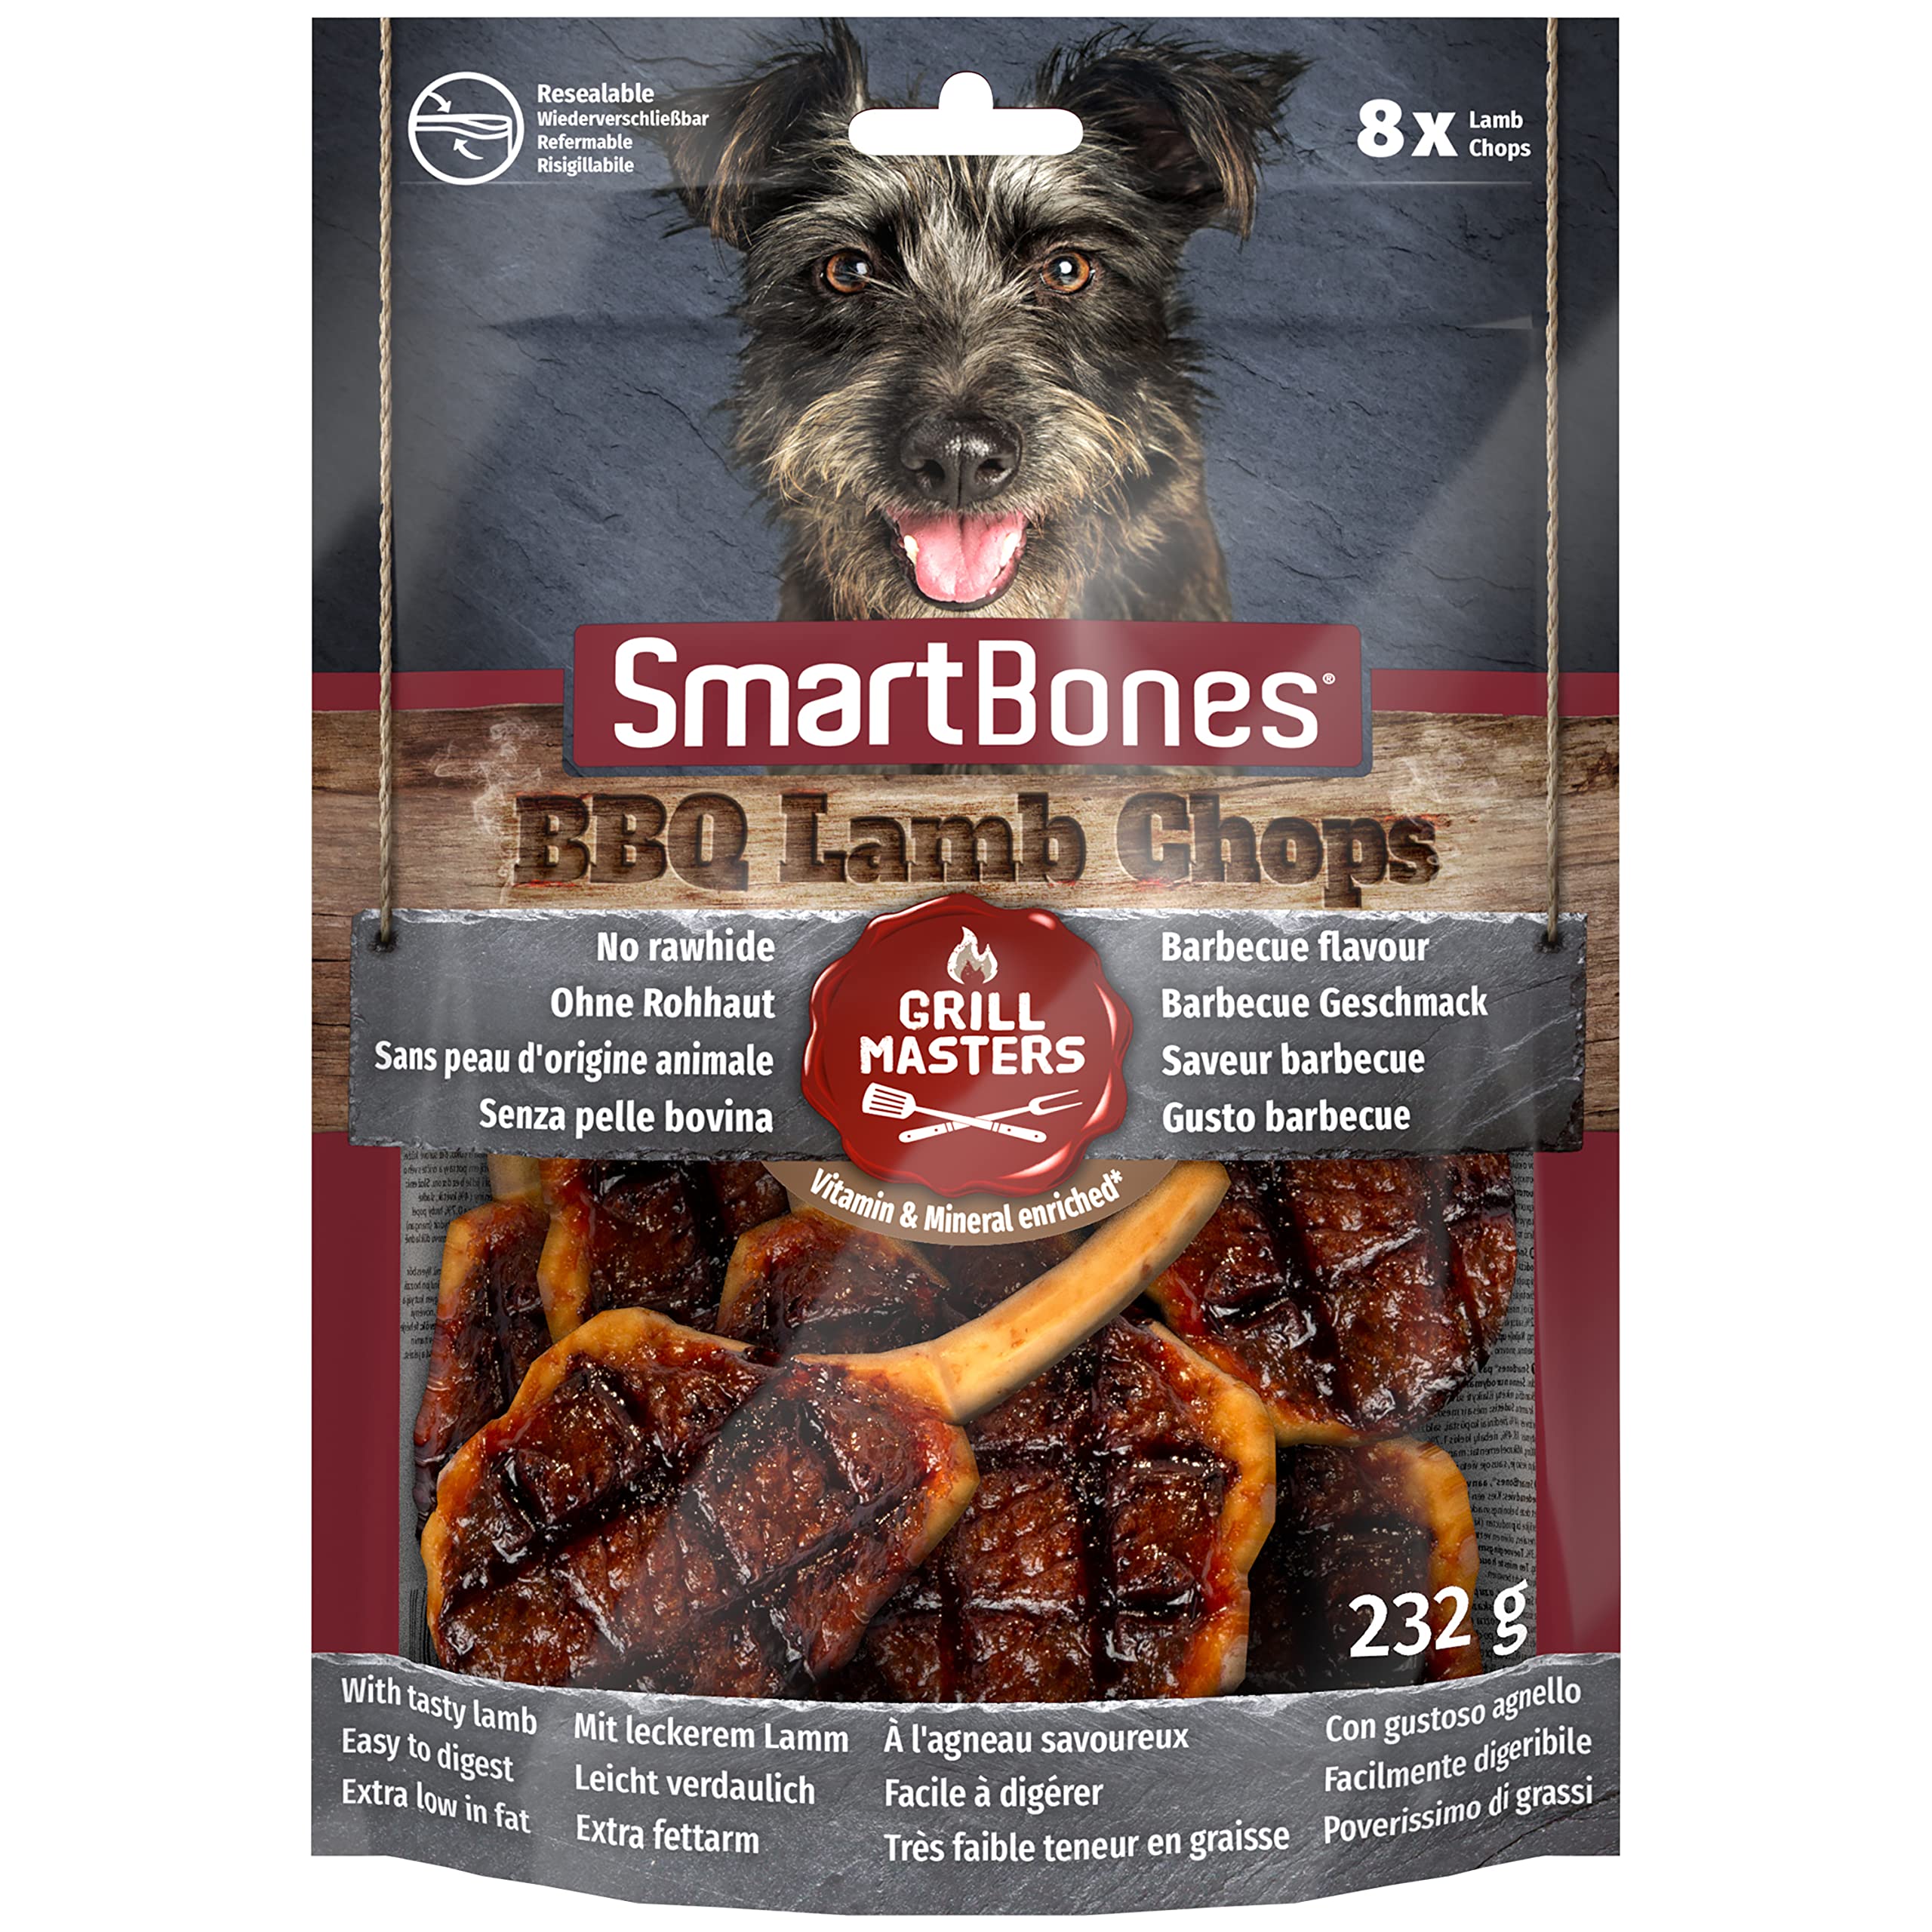 Resealable
Wiederverschließbar
Refermable
Risigillabile
8x Lamb
Chops
SmartBones®
BBQ Lamb Chops
No rawhide
Ohne Rohhaut
Sans peau d'origine animale
Senza pelle bovina
GRILL
MASTERS
Barbecue flavour
Barbecue Geschmack
Saveur barbecue
Gusto barbecue
Vitamin & Mineral enriched*
232 g
With tasty lamb
Easy to digest
Extra low in fat
Mit leckerem Lamm
Leicht verdaulich
Extra fettarm
À l'agneau savoureux
Facile à digérer
Très faible teneur en graisse
Con gustoso agnello
Facilmente digeribile
Poverissimo di grassi